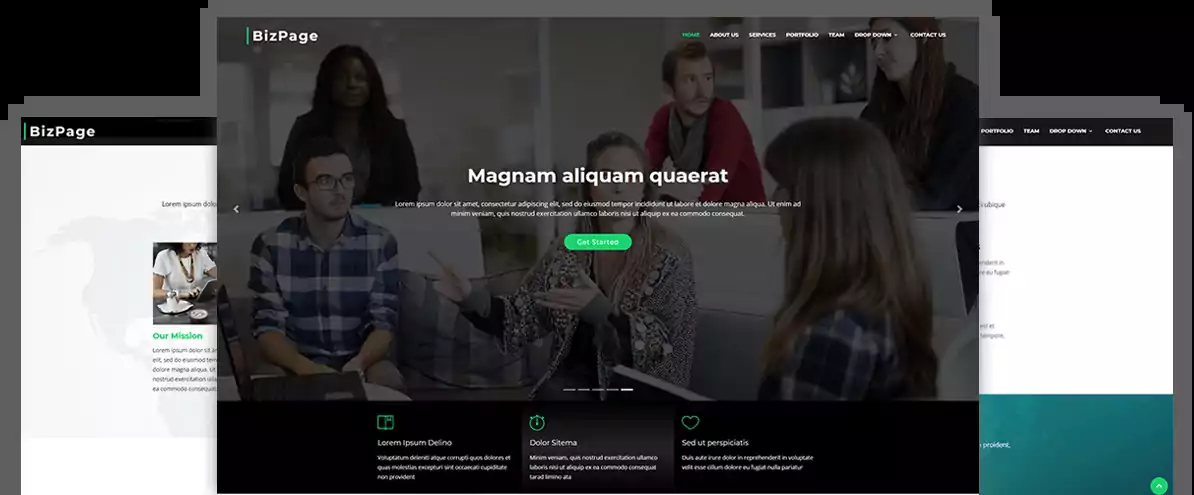 BizPage
HOME ABOUT US SERVICES PORTFOLIO TEAM DROP DOWN CONTACT US
Magnam aliquam quaerat
Lorem ipsum dolor sit amet, consectetur adipiscing elit, sed do eiusmod tempor incididunt ut labore et dolore magna aliqua. Ut enim ad
minim veniam, quis nostrud exercitation ullamco laboris nisi ut aliquip ex ea commodo consequat.
Get Started
Lorem Ipsum Delino
Voluptatum deleniti atque corrupti quos dolores et
quas molestias excepturi sint occaecati cupiditate
non provident
Dolor Sitema
Minim veniam, quis nostrud exercitation ullamco
laboris nisi ut aliquip ex ea commodo consequat
tarad limino ata
Sed ut perspiciatis
Duis aute irure dolor in reprehenderit in voluptate
velit esse cillum dolore eu fugiat nulla pariatur
BizPage
Lorem ipsum
Our Mission
Lorem ipsum dolor sit
elit, sed do eiusmod
dolore magna aliqua. Ut
nostrud exercitation
ea commodo consequat
PORTFOLIO TEAM DROP DOWN CONTACT US
ubique
in
re eu fugiat
est et
tempore,
proident,